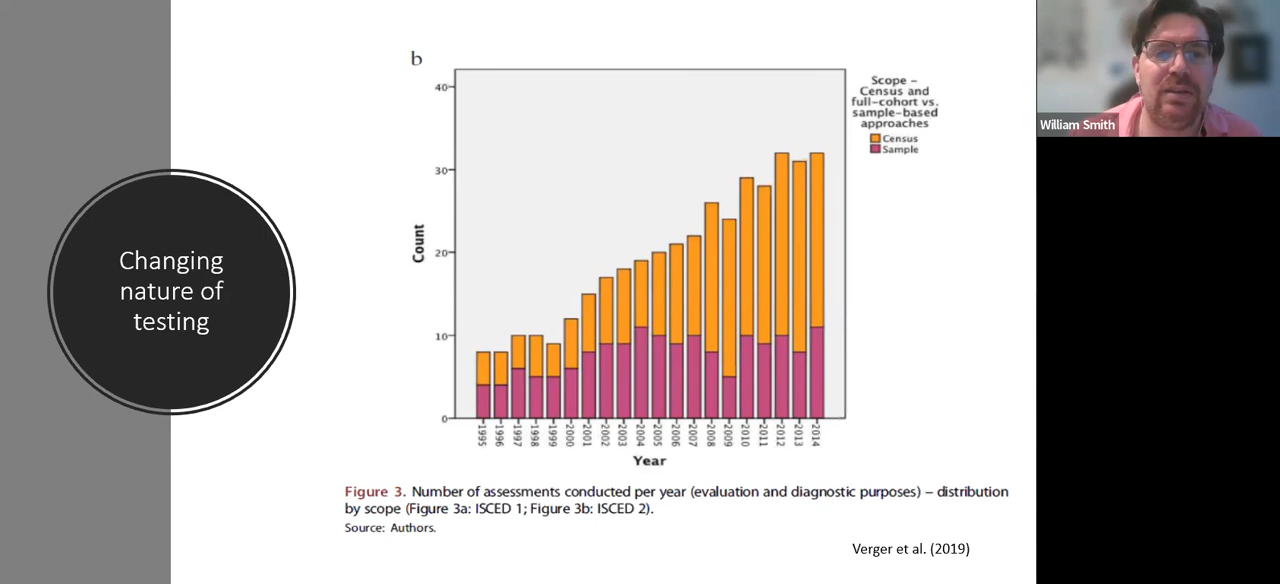 Changing
nature of
testing
b
Scope –
Census and
full-cohort vs.
sample-based
approaches
Census
Sample
40
30
20
10
0
Count
1995
1996
1997
1998
1999
2000
2001
2002
2003
2004
2005
2006
2007
2008
2009
2010
2011
2012
2013
2014
Year
Figure 3. Number of assessments conducted per year (evaluation and diagnostic purposes) – distribution
by scope (Figure 3a: ISCED 1; Figure 3b: ISCED 2).
Source: Authors.
Verger et al. (2019)
William Smith